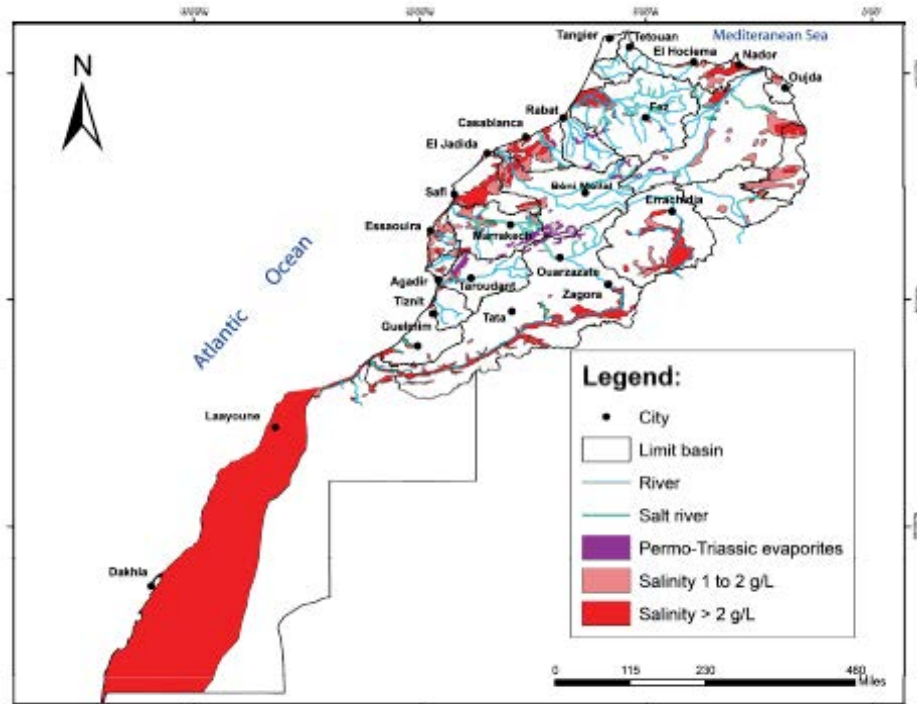 Mediteranean Sea
Tangier
Tetouan
El Hociema
Nador
Oujda
N
Rabat
Fez
Casablanca
El Jadida
Safi
Béni Mellal
Errachidia
Essaouira
Marrakech
Ouarzazate
Agadir
Taroudant
Zagora
Tiznit
Tata
Guelmim
Atlantic Ocean
Laayoune
Dakhla
Legend:
City
Limit basin
River
Salt river
Permo-Triassic evaporites
Salinity 1 to 2 g/L
Salinity > 2 g/L
0 115 230 460
Miles